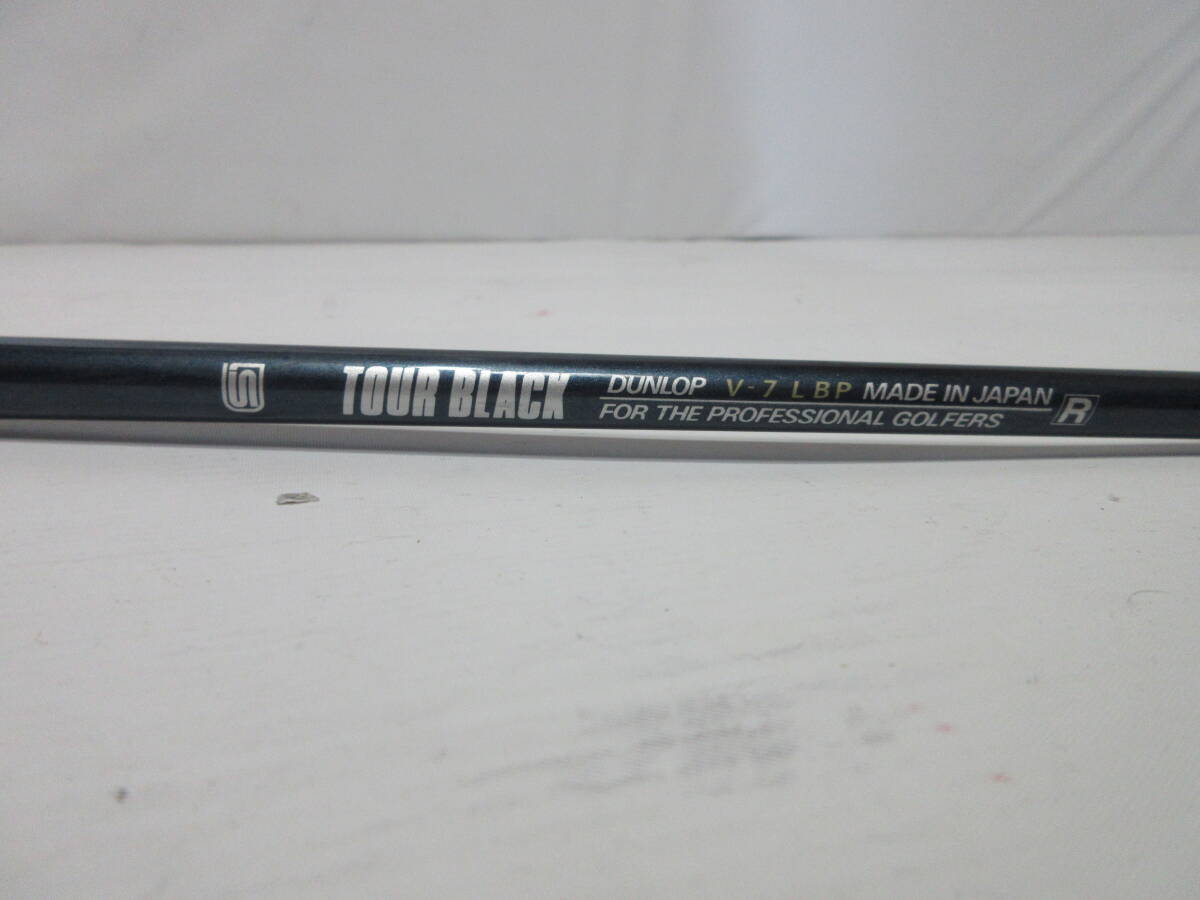 TOUR BLACK
DUNLOP V-7 LBP MADE IN JAPAN
FOR THE PROFESSIONAL GOLFERS
R